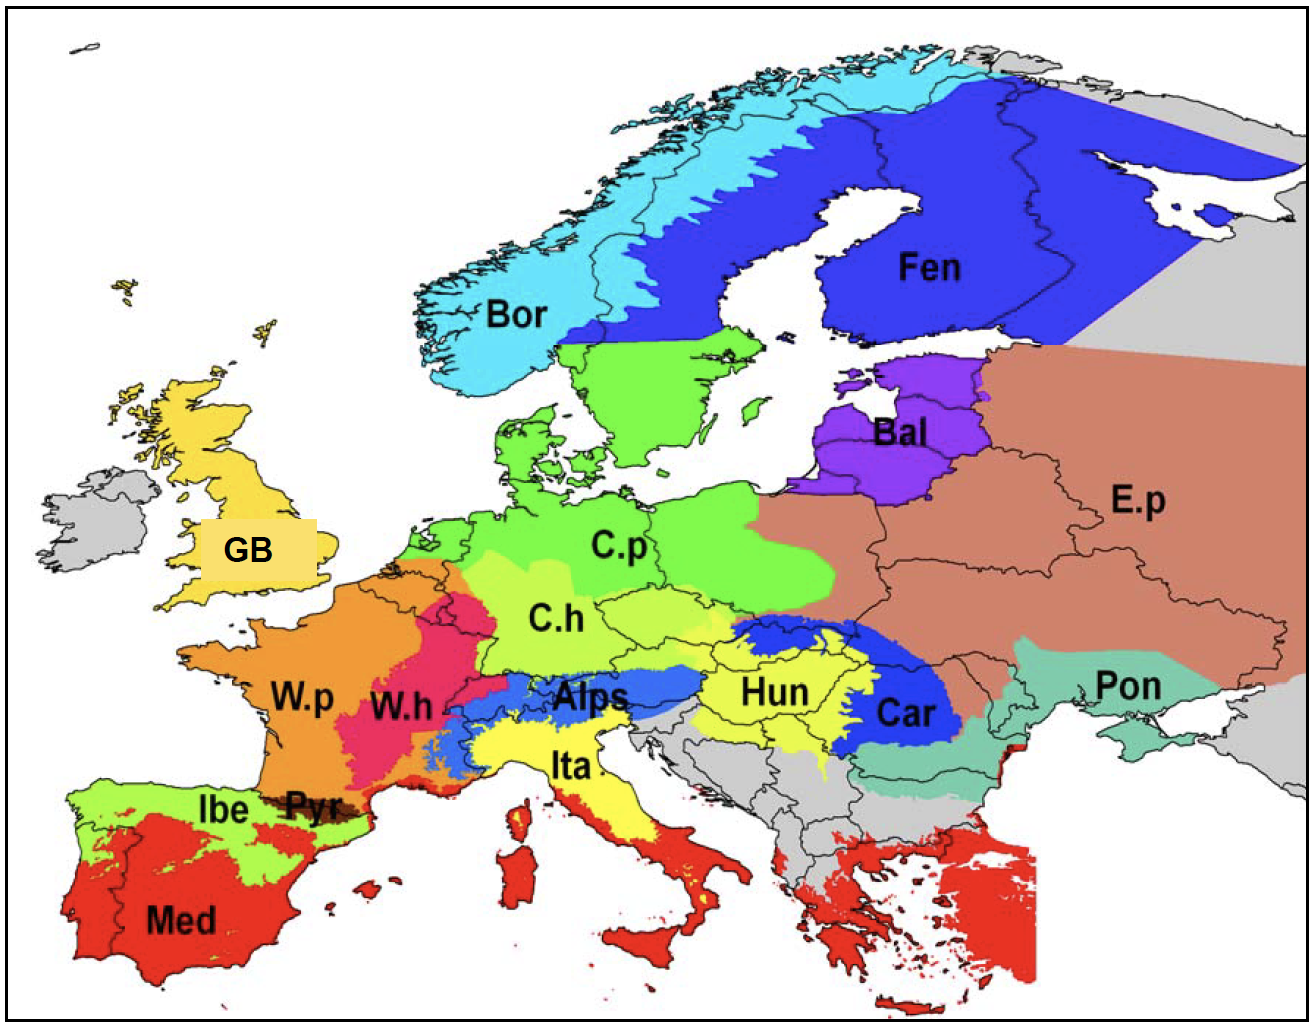 Fen
Bor
Bal
E.p
GB
C.p
C.h
W.p
W.h
Alps
Hun
Car
Pon
Ita
Ibe
Pyr
Med